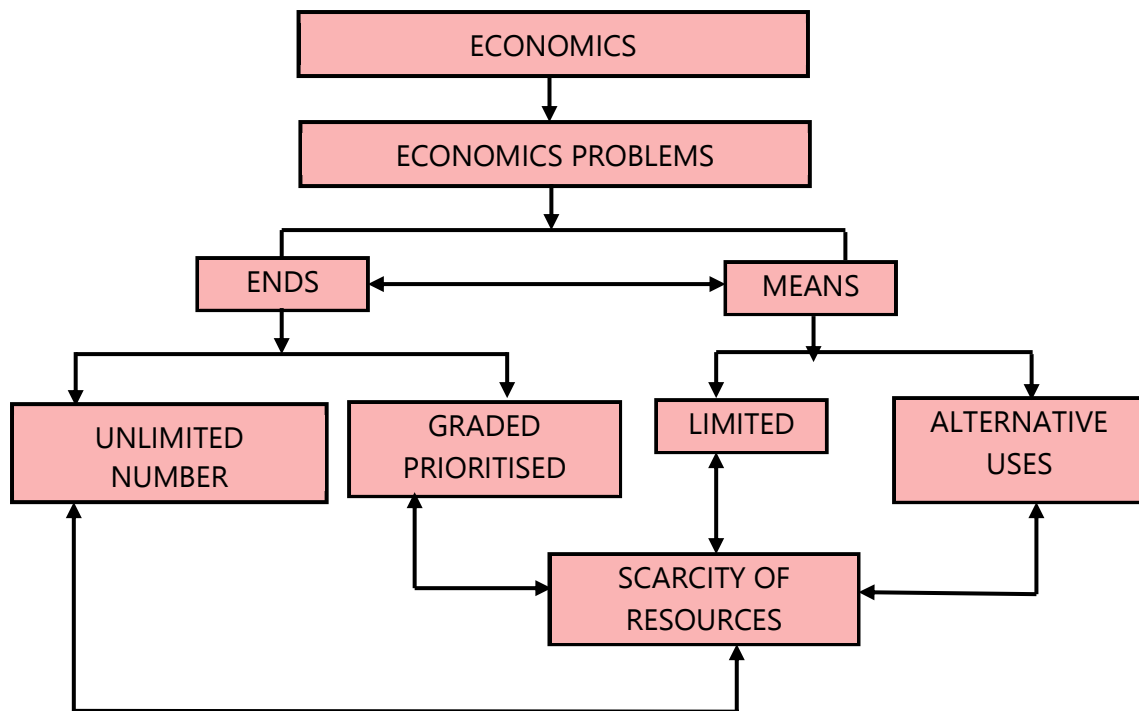 ECONOMICS
ECONOMICS PROBLEMS
ENDS
MEANS
UNLIMITED
NUMBER
GRADED
PRIORITISED
LIMITED
ALTERNATIVE
USES
SCARCITY OF
RESOURCES